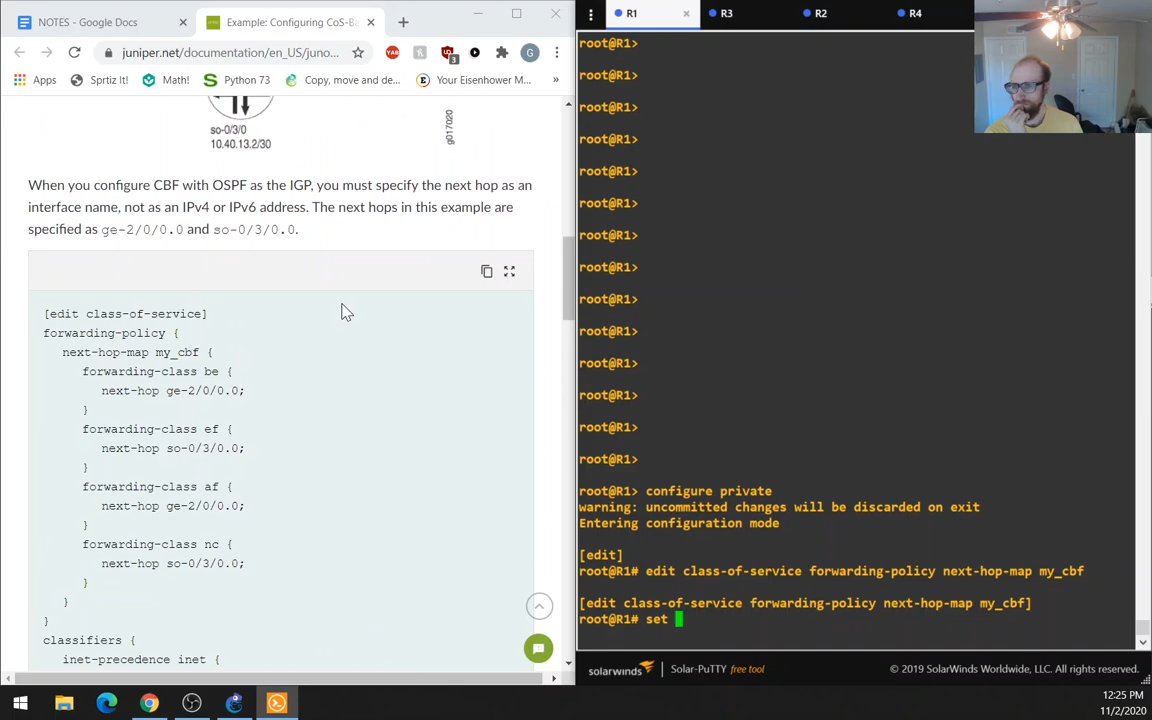 NOTES - Google Docs
Example: Configuring CoS-Ba
juniper.net/documentation/en_US/juno...
YAB
3
G
Apps
Sprtiz It!
Math!
Python 73
Copy, move and de...
Your Eisenhower M...
so-0/3/0
10.40.13.2/30
g017020
When you configure CBF with OSPF as the IGP, you must specify the next hop as an
interface name, not as an IPv4 or IPv6 address. The next hops in this example are
specified as ge-2/0/0.0 and so-0/3/0.0.
[edit class-of-service]
forwarding-policy {
next-hop-map my_cbf {
forwarding-class be {
next-hop ge-2/0/0.0;
}
forwarding-class ef {
next-hop so-0/3/0.0;
}
forwarding-class af {
next-hop ge-2/0/0.0;
}
forwarding-class nc {
next-hop so-0/3/0.0;
}
}
}
classifiers {
inet-precedence inet {
R1
R3
R2
R4
root@R1>
root@R1>
root@R1>
root@R1>
root@R1>
root@R1>
root@R1>
root@R1>
root@R1>
root@R1>
root@R1>
root@R1>
root@R1>
root@R1>
root@R1> configure private
warning: uncommitted changes will be discarded on exit
Entering configuration mode
[edit]
root@R1# edit class-of-service forwarding-policy next-hop-map my_cbf
[edit class-of-service forwarding-policy next-hop-map my_cbf]
root@R1# set
solarwinds
Solar-PuTTY free tool
© 2019 SolarWinds Worldwide, LLC. All rights reserved.
12:25 PM
11/2/2020